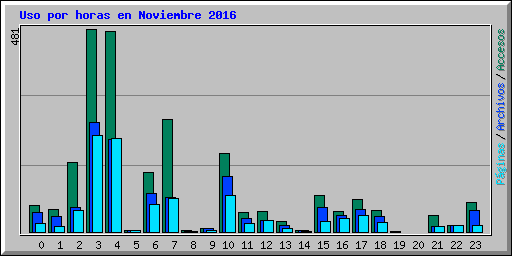 Uso por horas en Noviembre 2016
481
Páginas / Archivos / Accesos
0 1 2 3 4 5 6 7 8 9 10 11 12 13 14 15 16 17 18 19 20 21 22 23